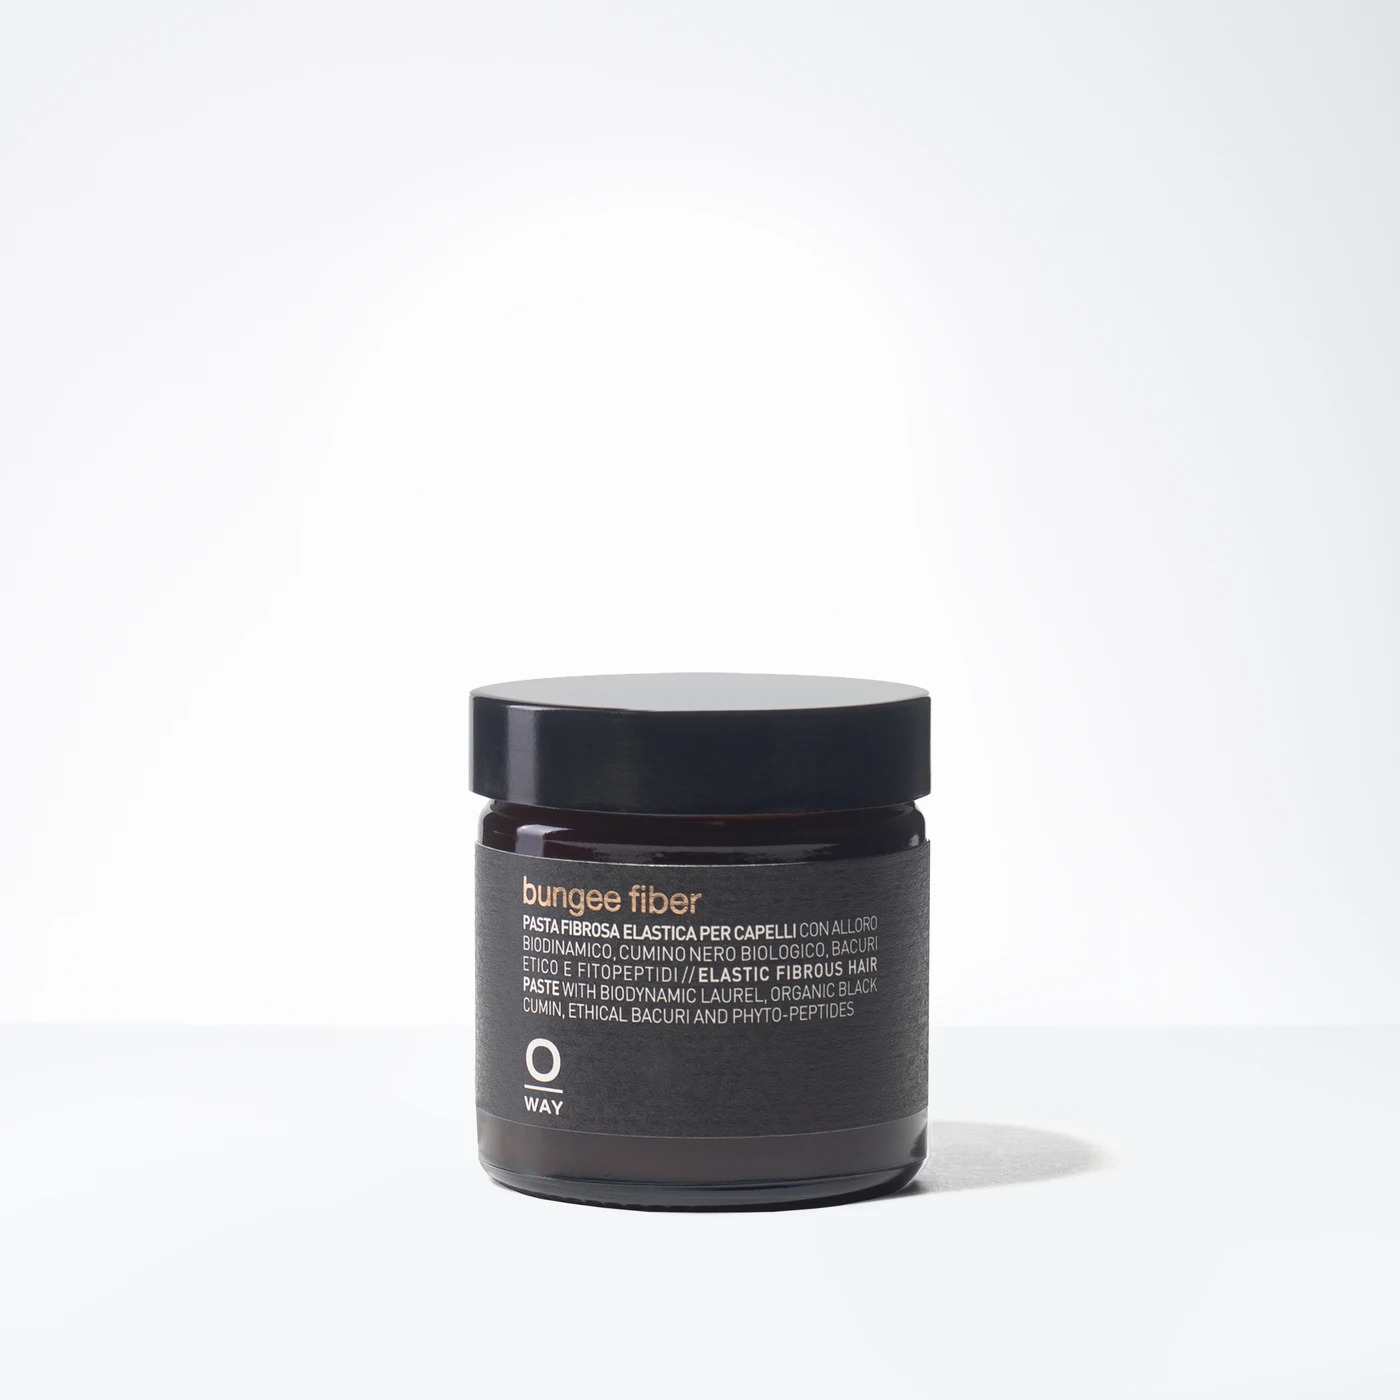 bungee fiber
PASTA FIBROSA ELASTICA PER CAPELLI CON ALLORO
BIODINAMICO, CUMINO NERO BIOLOGICO, BACURI
ETICO E FITOPEPTIDI // ELASTIC FIBROUS HAIR
PASTE WITH BIODYNAMIC LAUREL, ORGANIC BLACK
CUMIN, ETHICAL BACURI AND PHYTO-PEPTIDES
O
WAY